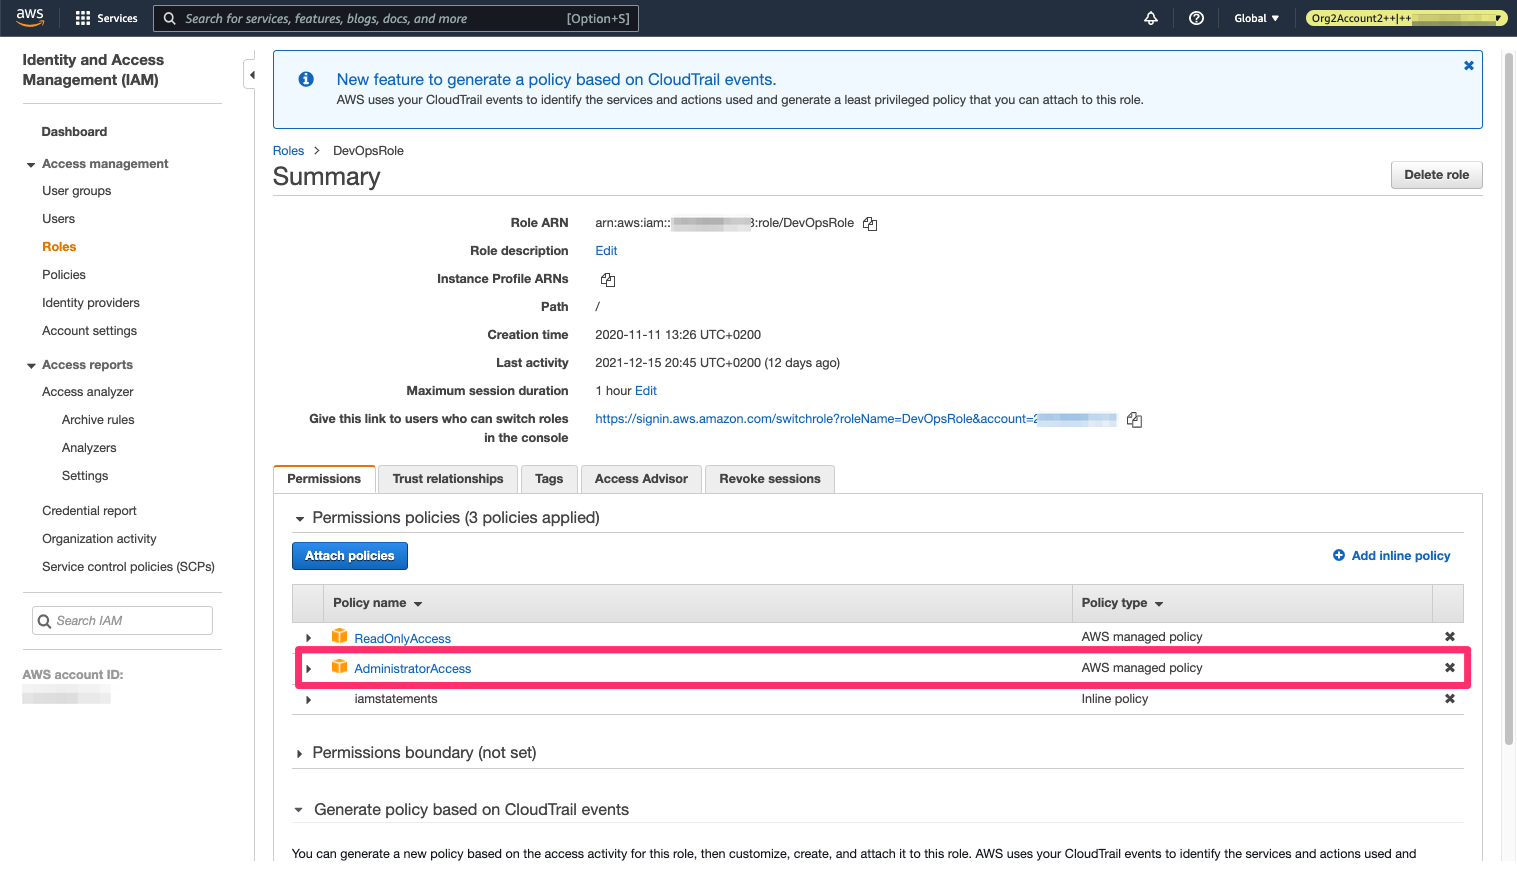 aws
Services
Search for services, features, blogs, docs, and more
[Option+S]
Global
Org2Account2++|++
Identity and Access
Management (IAM)
Dashboard
Access management
User groups
Users
Roles
Policies
Identity providers
Account settings
Access reports
Access analyzer
Archive rules
Analyzers
Settings
Credential report
Organization activity
Service control policies (SCPs)
Search IAM
AWS account ID:
New feature to generate a policy based on CloudTrail events.
AWS uses your CloudTrail events to identify the services and actions used and generate a least privileged policy that you can attach to this role.
Roles > DevOpsRole
Summary
Delete role
Role ARN arn:aws:iam:: :role/DevOpsRole
Role description Edit
Instance Profile ARNs
Path /
Creation time 2020-11-11 13:26 UTC+0200
Last activity 2021-12-15 20:45 UTC+0200 (12 days ago)
Maximum session duration 1 hour Edit
Give this link to users who can switch roles
in the console
https://signin.aws.amazon.com/switchrole?roleName=DevOpsRole&account=
Permissions
Trust relationships
Tags
Access Advisor
Revoke sessions
Permissions policies (3 policies applied)
Attach policies
Add inline policy
Policy name
Policy type
ReadOnlyAccess AWS managed policy
AdministratorAccess AWS managed policy
iamstatements Inline policy
Permissions boundary (not set)
Generate policy based on CloudTrail events
You can generate a new policy based on the access activity for this role, then customize, create, and attach it to this role. AWS uses your CloudTrail events to identify the services and actions used and